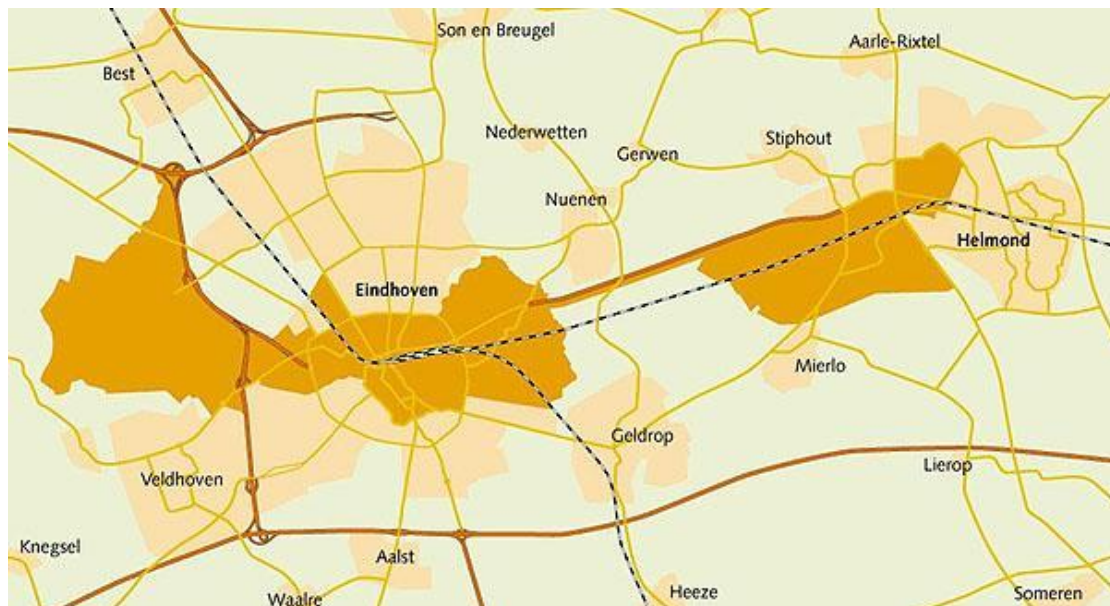 Son en Breugel
Aarle-Rixtel
Best
Nederwetten
Stiphout
Gerwen
Nuenen
Helmond
Eindhoven
Mierlo
Geldrop
Lierop
Veldhoven
Knegsel
Aalst
Heeze
Someren
Waalre